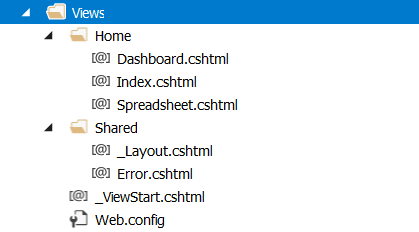 Views
Home
[@] Dashboard.cshtml
[@] Index.cshtml
[@] Spreadsheet.cshtml
Shared
[@] _Layout.cshtml
[@] Error.cshtml
[@] _ViewStart.cshtml
Web.config